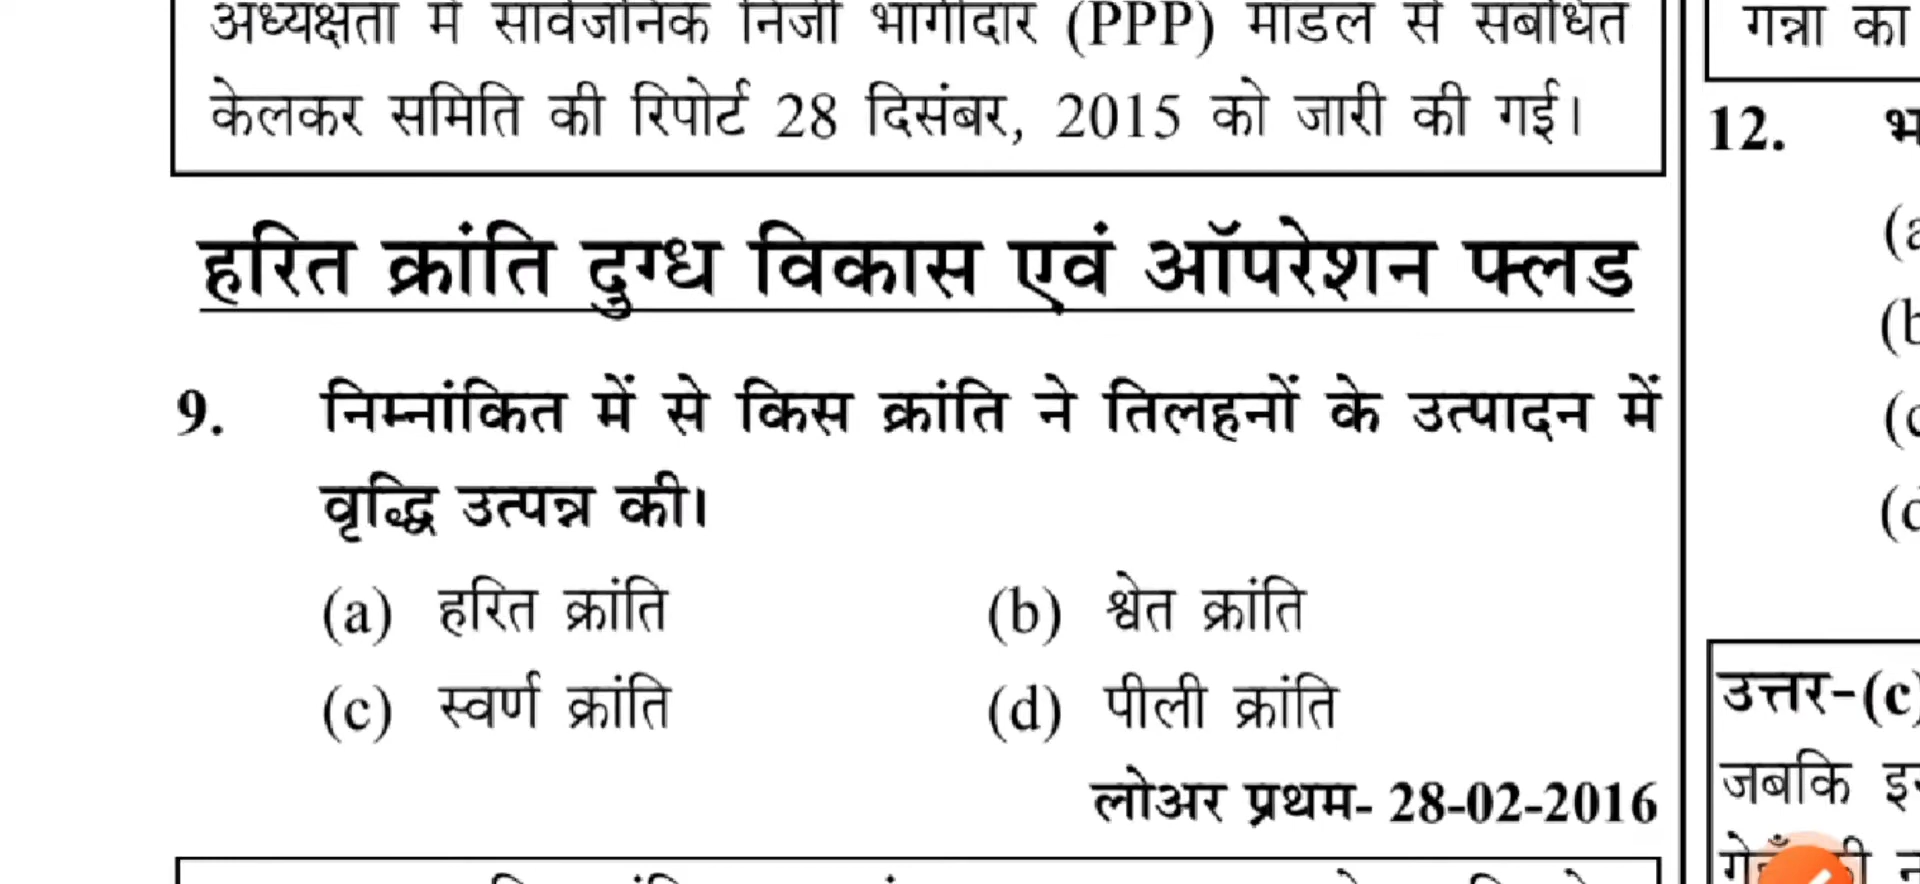 अध्यक्षता में सार्वजनिक निजी भागीदार (PPP) मॉडल से संबंधित
केलकर समिति की रिपोर्ट 28 दिसंबर, 2015 को जारी की गई।
हरित क्रांति दुग्ध विकास एवं ऑपरेशन फ्लड
9. निम्नांकित में से किस क्रांति ने तिलहनों के उत्पादन में
वृद्धि उत्पन्न की।
(a) हरित क्रांति (b) श्वेत क्रांति
(c) स्वर्ण क्रांति (d) पीली क्रांति
लोअर प्रथम- 28-02-2016
गन्ना का
12.
उत्तर-(c)
जबकि